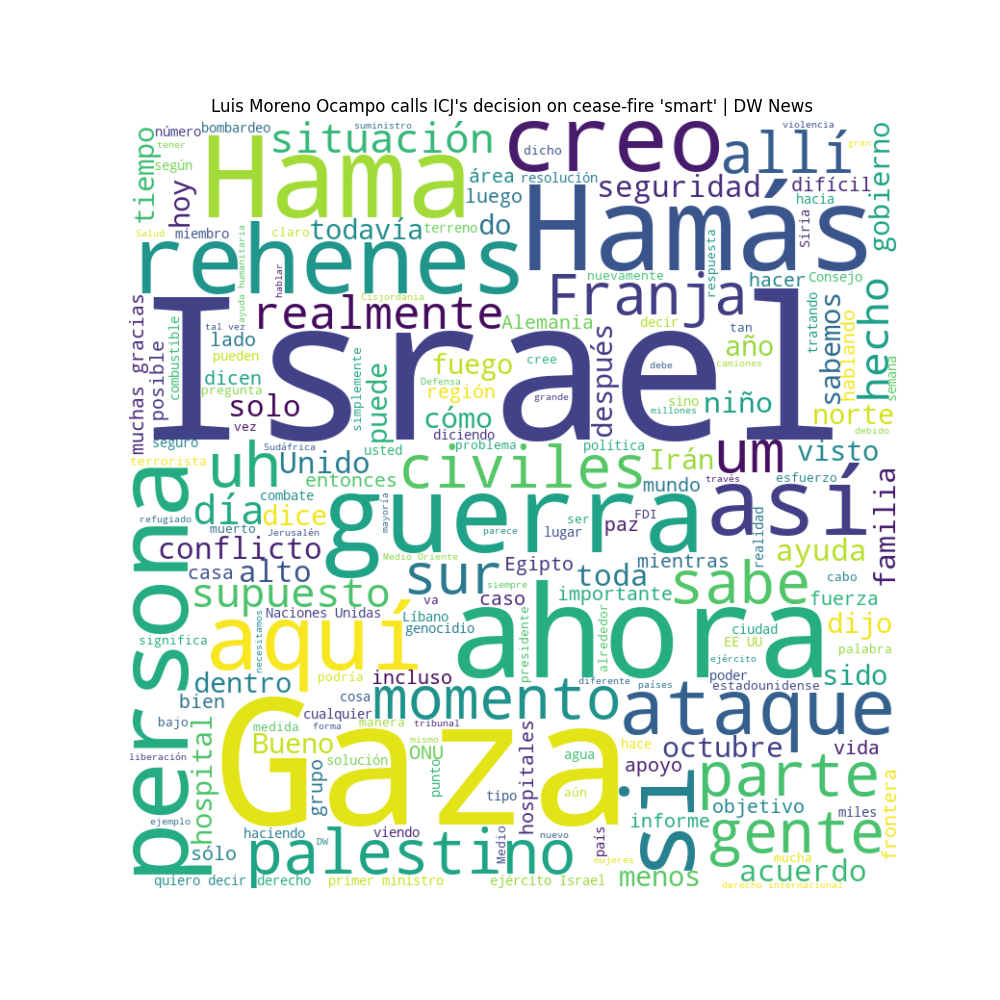 Luis Moreno Ocampo calls ICJ's decision on cease-fire 'smart' | DW News
número
bombardeo
suministro
creo
violencia
tener
situación
dicho
allí
gran
tiempo
según
hoy
Hama
área
resolución
seguridad
difícil
gobierno
luego
Hamás
hacia
Salud
miembro
claro
todavía
terreno
do
Siria
rehenes
ayuda humanitaria
hablar
nuevamente
respuesta
hacer
Consejo
Cisjordania
Franja
hecho
muchas gracias
posible
combustible
tal vez
realmente
Alemania
decir
tan
tratando
sabemos
hablando
lado
Israel
pueden
fuego
cree
después
año
camiones
semana
dicen
simplemente
puede
Defensa
debe
pregunta
región
grande
sino
niño
solo
cómo
millones
norte
debido
vez
diciendo
seguro
Sudáfrica
usted
problema
política
um
visto
terrorista
uh
Unido
entonces
civiles
Irán
mundo
través
esfuerzo
así
familia
persona
día
combate
dice
mayoría
guerra
refugiado
muerto
Jerusalén
parece
ser
lugar
FDI
paz
realidad
conflicto
Medio Oriente
Egipto
mientras
ayuda
casa
alto
sur
toda
sabe
cabo
supuesto
siempre
caso
importante
fuerza
Naciones Unidas
va
Líbano
genocidio
ahora
significa
necesitamos
aquí
presidente
alrededor
ciudad
EE UU
dijo
palabra
ejército
dentro
podría
incluso
diferente
países
poder
estadounidense
sido
bien
cosa
momento
bajo
cualquier
ataque
hospital
medida
forma
manera
tribunal
Gaza
Bueno
mismo
ONU
hospitales
hace
octubre
vida
liberación
solución
punto
agua
apoyo
grupo
tipo
aún
si
parte
frontera
objetivo
miles
ejemplo
informe
haciendo
viendo
nuevo
gente
sólo
DW
palestino
Medio
país
mujeres
mucha
acuerdo
quiero decir
derecho
primer ministro
ejército Israel
menos
derecho internacional